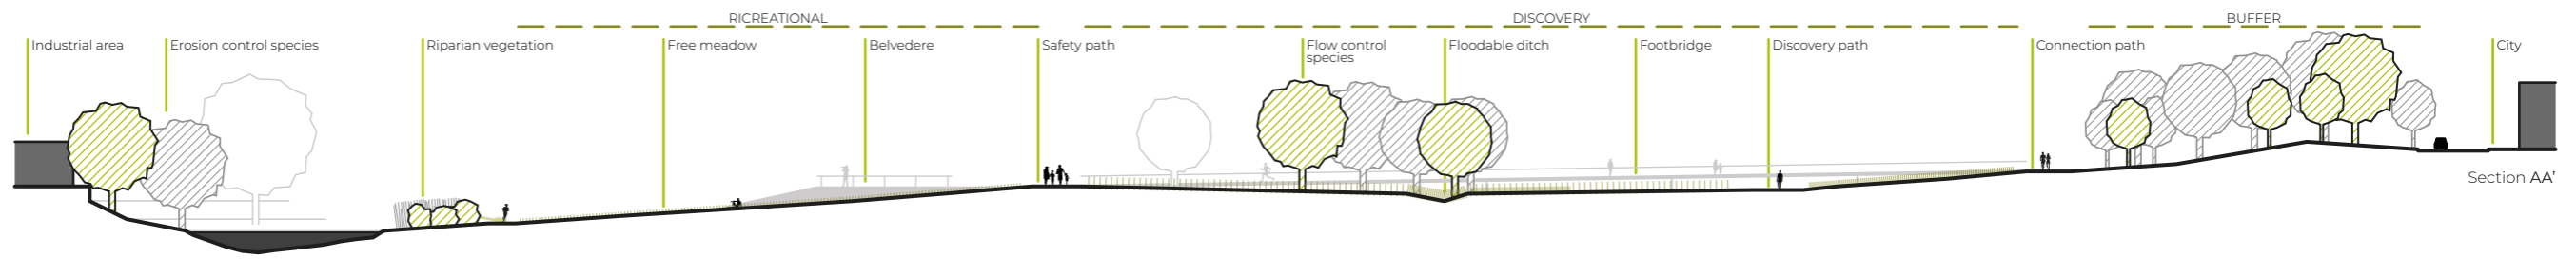 RICREATIONAL
DISCOVERY
BUFFER
Industrial area
Erosion control species
Riparian vegetation
Free meadow
Belvedere
Safety path
Flow control
species
Floodable ditch
Footbridge
Discovery path
Connection path
City
Section AA'